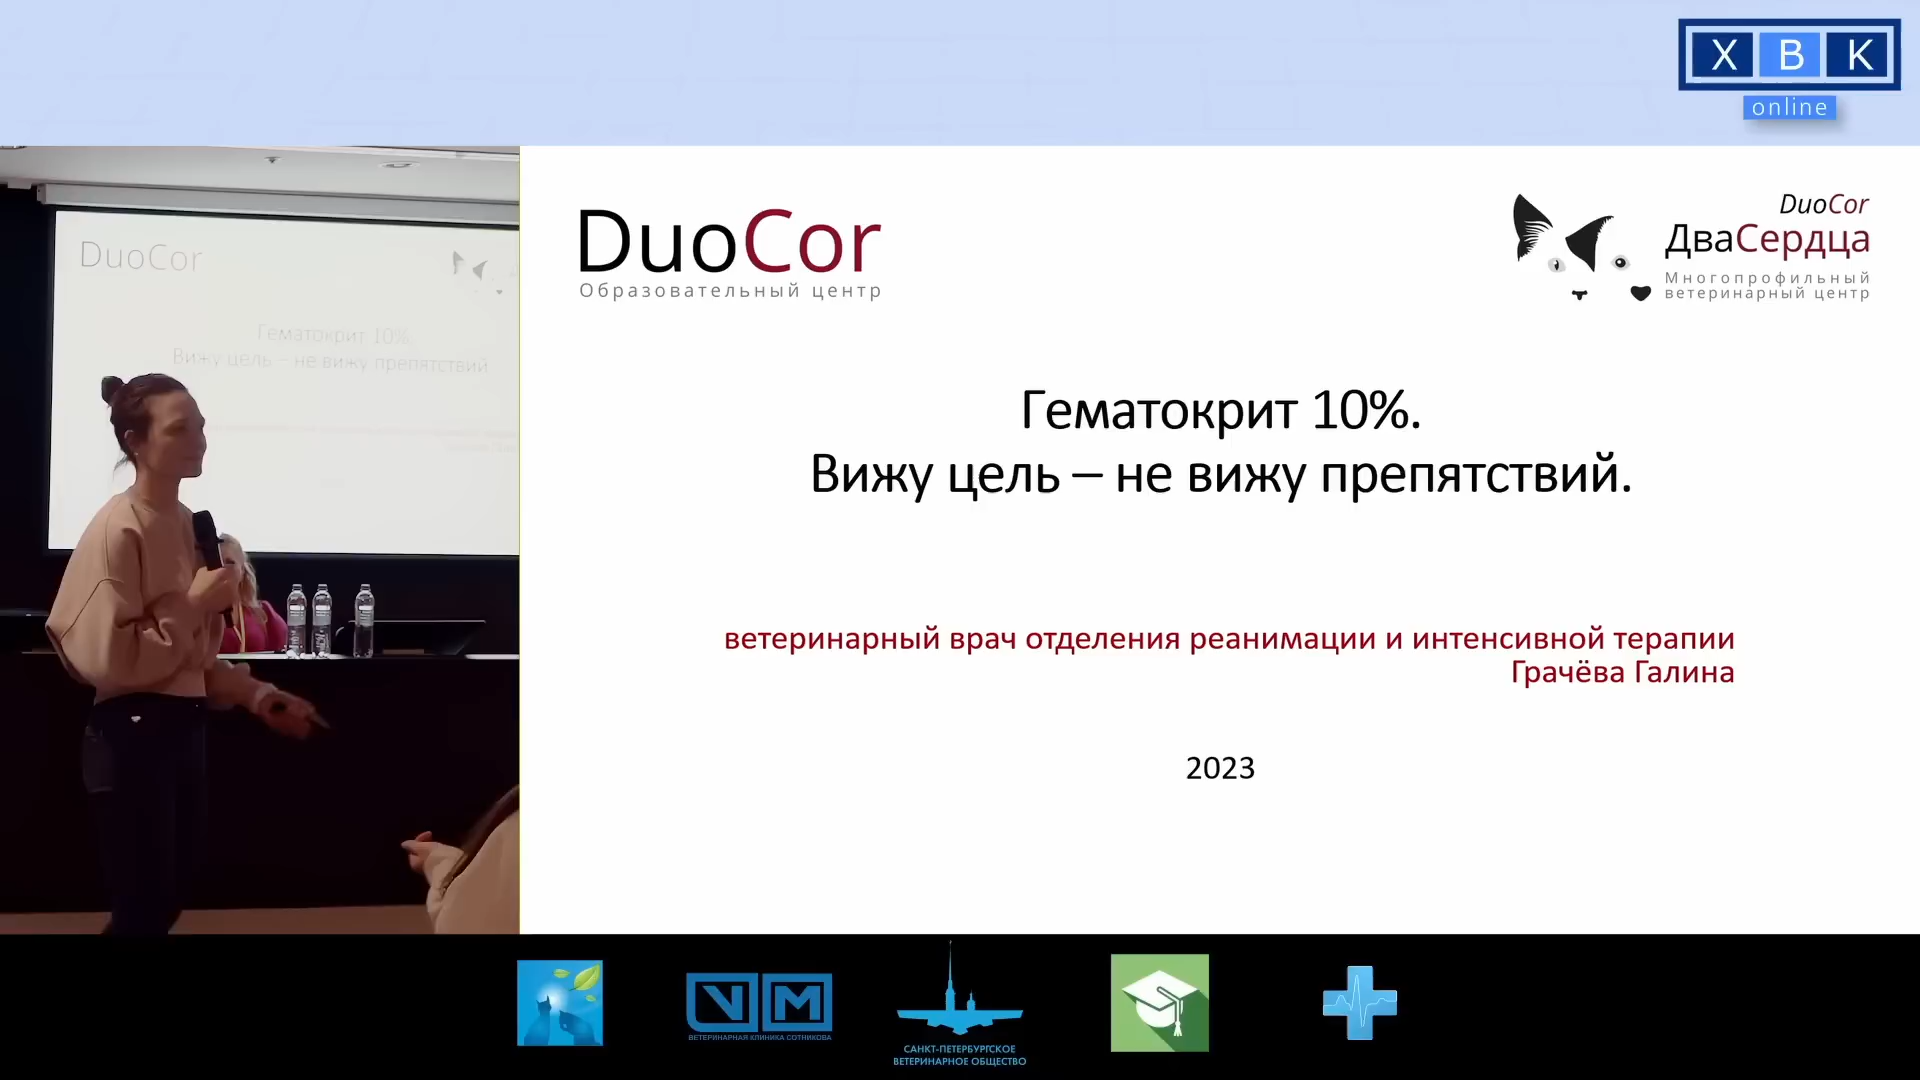 ХВК
online
DuoCor
Гематокрит 10%.
Вижу цель – не вижу препятствий
DuoCor
Образовательный центр
DuoCor
ДваСердца
Многопрофильный
ветеринарный центр
Гематокрит 10%.
Вижу цель – не вижу препятствий.
ветеринарный врач отделения реанимации и интенсивной терапии
Грачёва Галина
2023
VM
ВЕТЕРИНАРНАЯ КЛИНИКА СОТНИКОВА
САНКТ-ПЕТЕРБУРГСКОЕ
ВЕТЕРИНАРНОЕ ОБЩЕСТВО